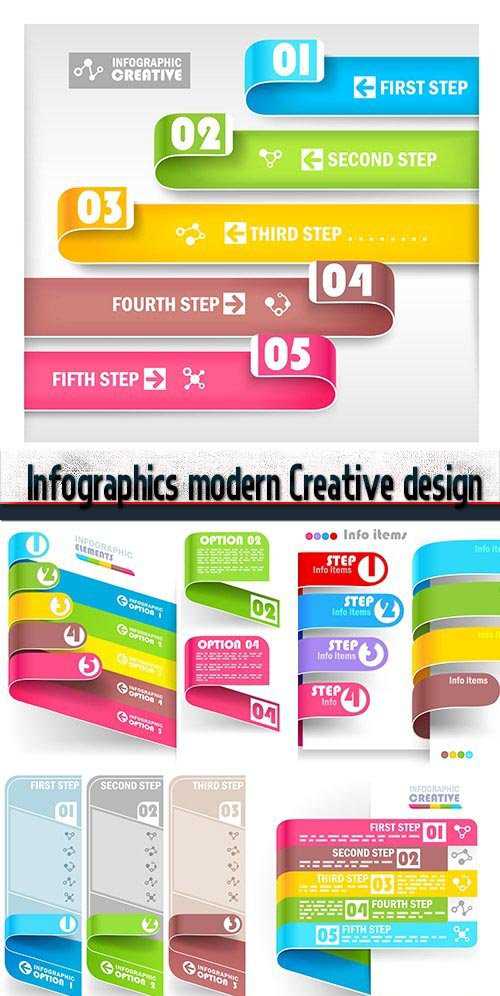 INFOGRAPHIC
CREATIVE
01
FIRST STEP
02
SECOND STEP
03
THIRD STEP
04
FOURTH STEP
05
FIFTH STEP
Infographics modern Creative design
INFOGRAPHIC
ELEMENTS
1
2
3
4
5
INFOGRAPHIC
OPTION 1
INFOGRAPHIC
OPTION 2
INFOGRAPHIC
OPTION 3
INFOGRAPHIC
OPTION 4
INFOGRAPHIC
OPTION 5
OPTION 02
02
OPTION 04
04
Info items
STEP 1
Info Items
STEP 2
Info Items
STEP 3
Info Items
STEP 4
Info Items
Info Items
FIRST STEP
01
1
INFOGRAPHIC
OPTION 1
SECOND STEP
02
2
INFOGRAPHIC
OPTION 2
THIRD STEP
03
3
INFOGRAPHIC
OPTION 3
INFOGRAPHIC
CREATIVE
FIRST STEP 01
SECOND STEP 02
THIRD STEP 03
04 FOURTH STEP
05 FIFTH STEP